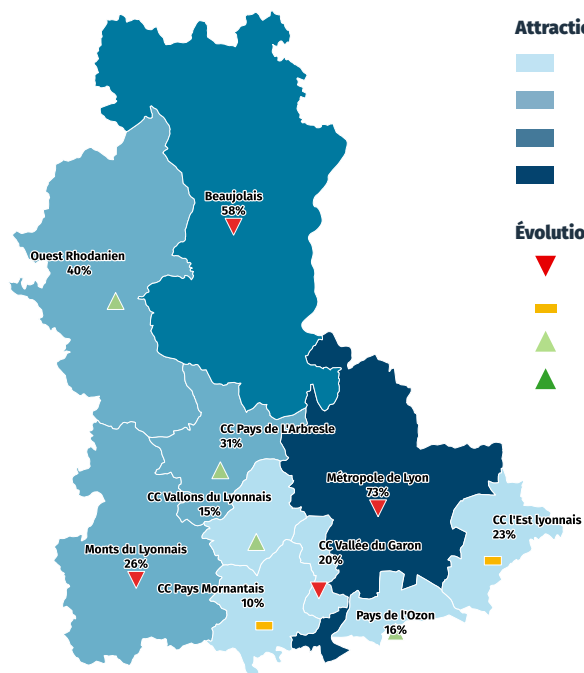 Attractio
Évolutio
Beaujolais
58%
Ouest Rhodanien
40%
CC Pays de L'Arbresle
31%
Métropole de Lyon
73%
CC Vallons du Lyonnais
15%
CC l'Est lyonnais
23%
CC Vallée du Garon
20%
Monts du Lyonnais
26%
CC Pays Mornantais
10%
Pays de l'Ozon
16%